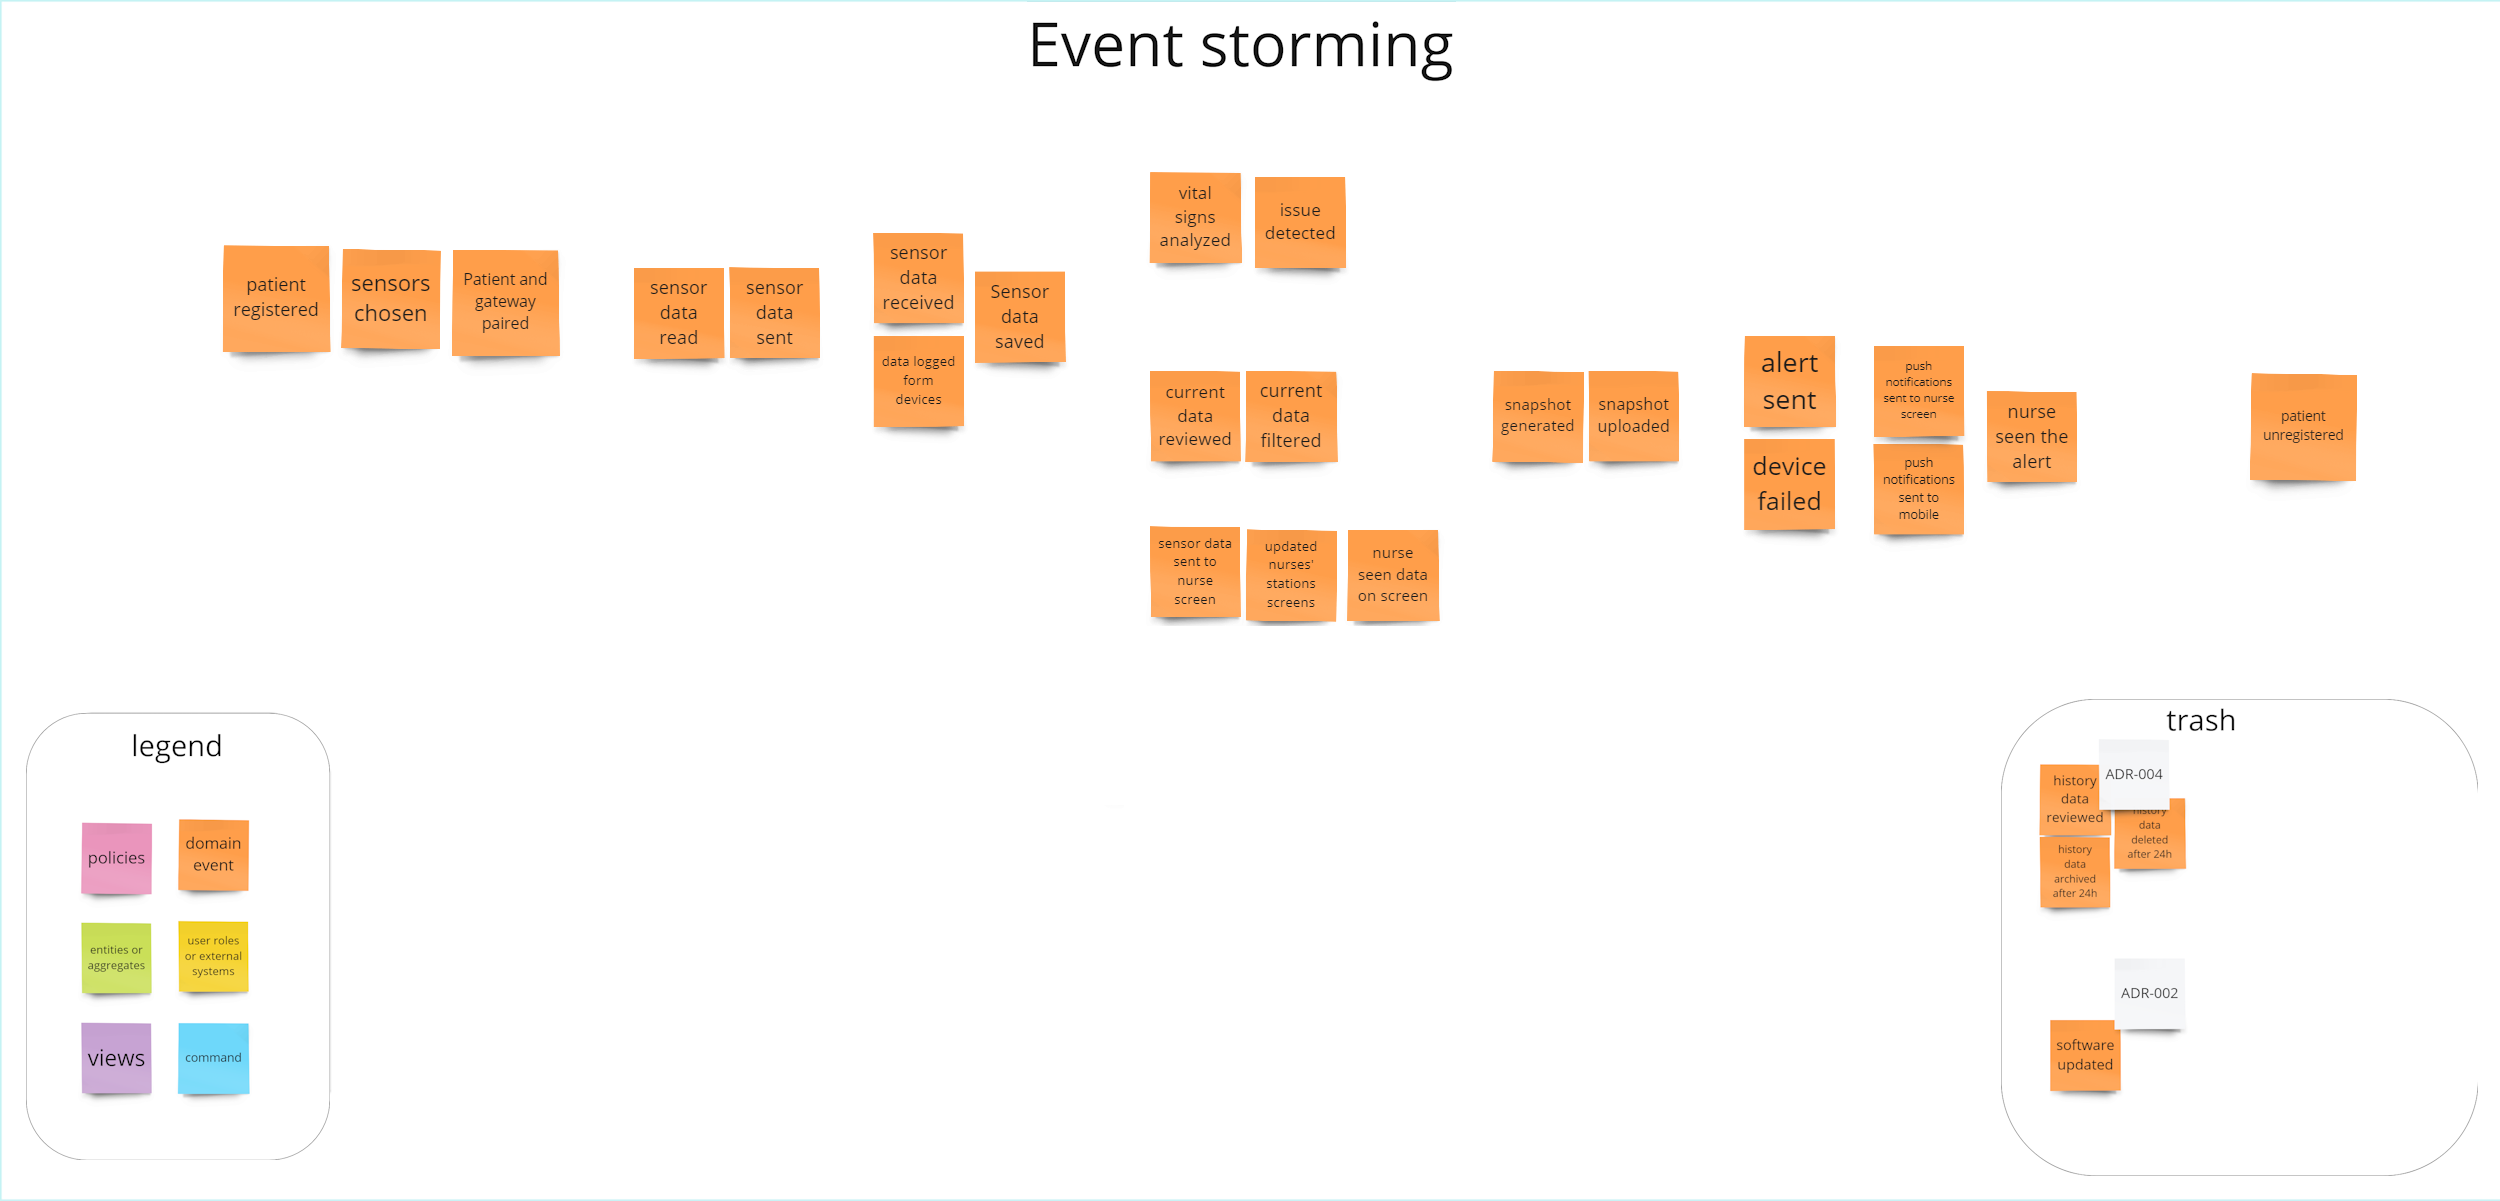 Event storming
patient
registered
sensors
chosen
Patient and
gateway
paired
sensor
data
read
sensor
data
sent
sensor
data
received
data logged
form
devices
Sensor
data
saved
vital
signs
analyzed
issue
detected
current
data
reviewed
current
data
filtered
sensor data
sent to
nurse
screen
updated
nurses'
stations
screens
nurse
seen data
on screen
snapshot
generated
snapshot
uploaded
alert
sent
device
failed
push
notifications
sent to nurse
screen
push
notifications
sent to
mobile
nurse
seen the
alert
patient
unregistered
legend
policies
domain
event
entities or
aggregates
user roles
or external
systems
views
command
trash
ADR-004
history
data
reviewed
history
data
deleted
after 24h
history
data
archived
after 24h
ADR-002
software
updated